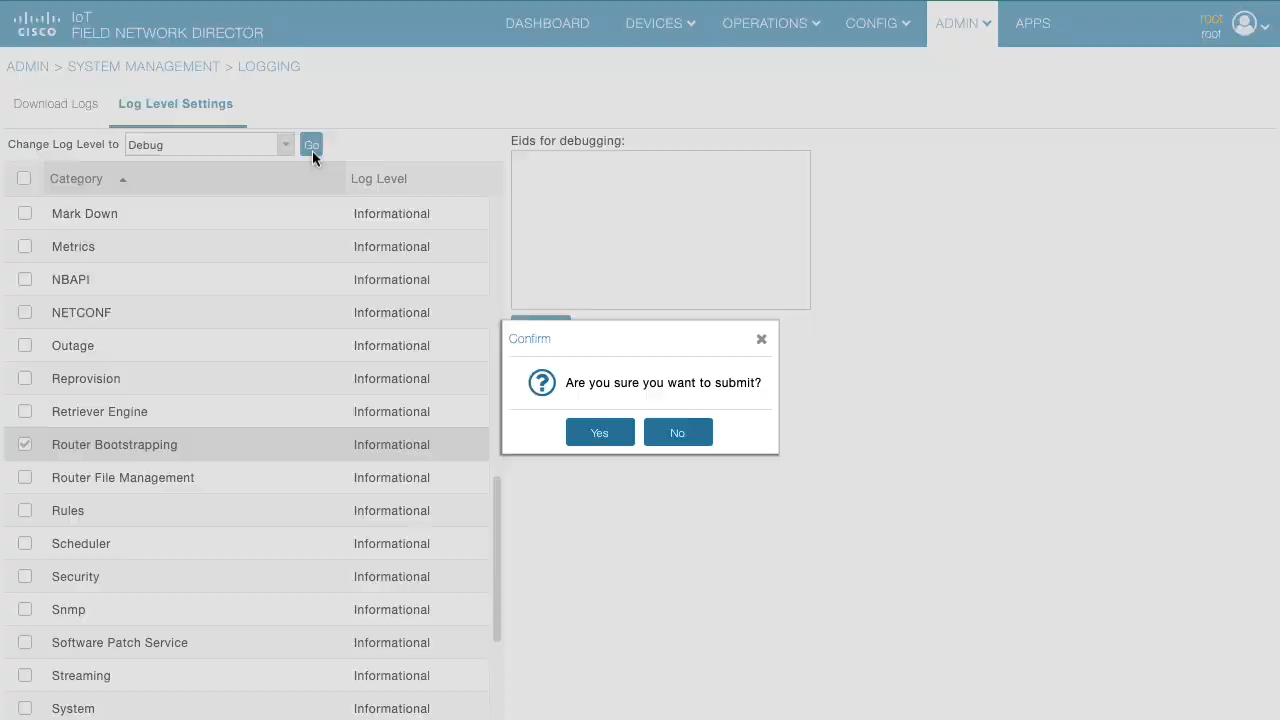 CISCO
IoT
FIELD NETWORK DIRECTOR
DASHBOARD
DEVICES
OPERATIONS
CONFIG
ADMIN
APPS
root
root
ADMIN > SYSTEM MANAGEMENT > LOGGING
Download Logs
Log Level Settings
Change Log Level to
Debug
Go
Eids for debugging:
Category
Log Level
Mark Down
Informational
Metrics
Informational
NBAPI
Informational
NETCONF
Informational
Outage
Informational
Reprovision
Informational
Retriever Engine
Informational
Router Bootstrapping
Informational
Router File Management
Informational
Rules
Informational
Scheduler
Informational
Security
Informational
Snmp
Informational
Software Patch Service
Informational
Streaming
Informational
System
Informational
Confirm
Are you sure you want to submit?
Yes
No